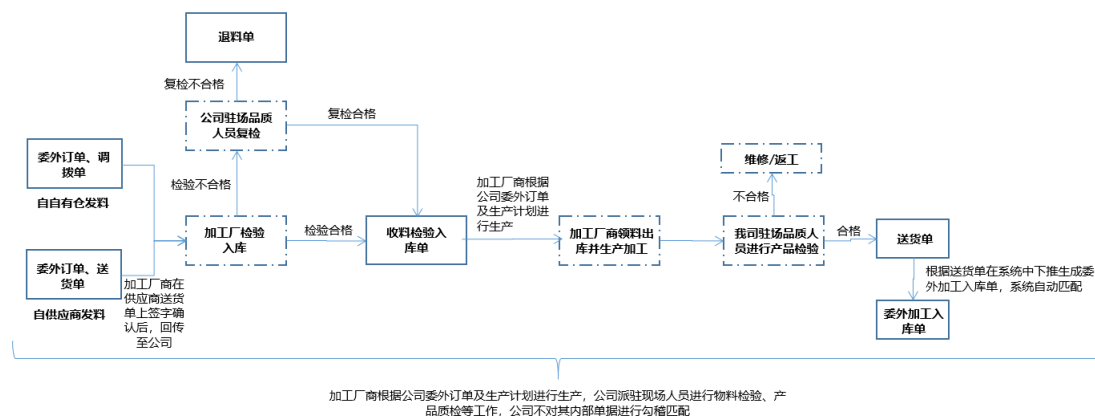 退料单
复检不合格
公司驻场品质
人员复检
复检合格
委外订单、调
拨单
自自有仓发料
检验不合格
加工厂检验
入库
检验合格
收料检验入
库单
加工厂商根据
公司委外订单
及生产计划进
行生产
加工厂商领料出
库并生产加工
维修/返工
不合格
我司驻场品质人
员进行产品检验
合格
送货单
根据送货单在系统中下推生成委
外加工入库单，系统自动匹配
委外加工入
库单
委外订单、送
货单
自供应商发料
加工厂商在
供应商送货
单上签字确
认后，回传
至公司
加工厂商根据公司委外订单及生产计划进行生产，公司派驻现场人员进行物料检验、产
品质检等工作，公司不对其内部单据进行勾稽匹配